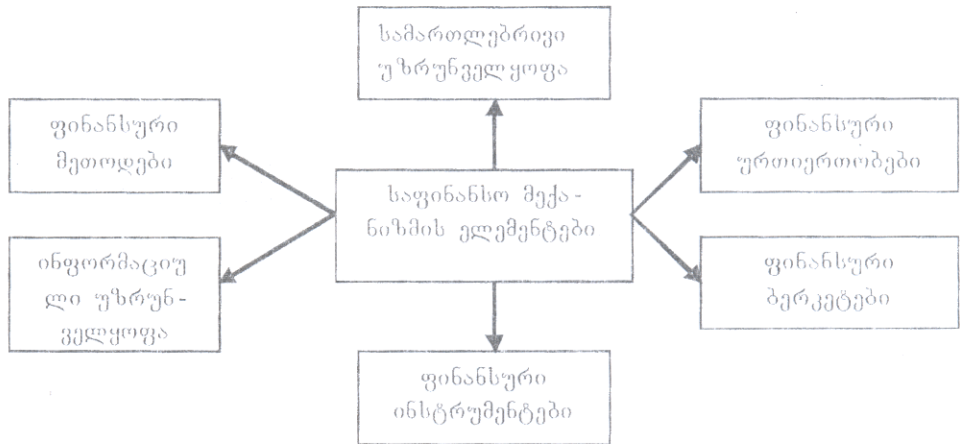 სამართლებრივი
უზრუნველყოფა
ფინანსური
მეთოდები
ფინანსური
ურთიერთობები
საფინანსო მექა-
ნიზმის ელემენტები
ინფორმაციუ
ლი უზრუნ-
ველყოფა
ფინანსური
ბერკეტები
ფინანსური
ინსტრუმენტები